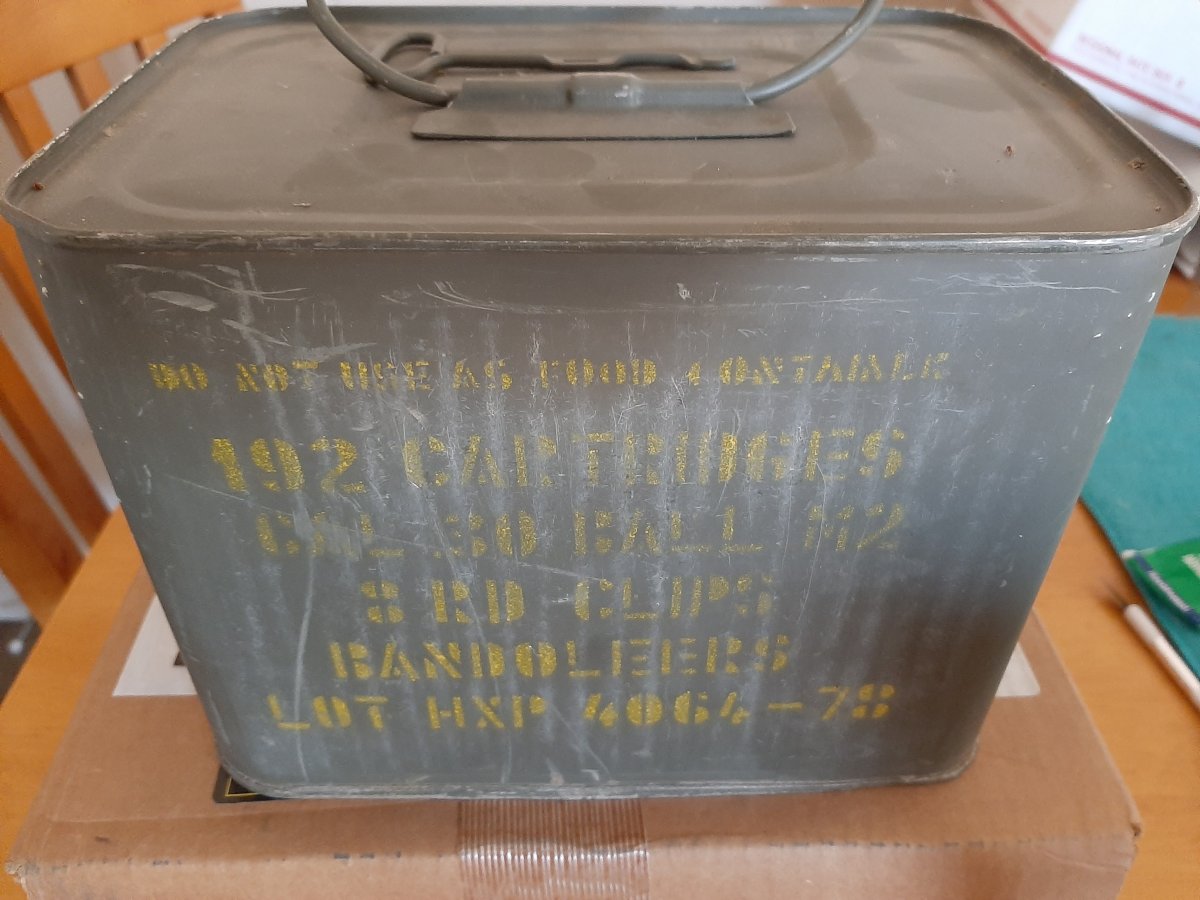 DO NOT USE AS FOOD CONTAINER
192 CARTRIDGES
CAL .30 BALL M2
8 RD CLIPS
BANDOLEERS
LOT HXP 4064-78